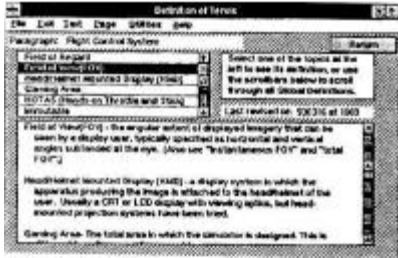 Definition of Terms
File Edit Text Page Utilities Help
Paragraph: Flight Control System
Return
Field of Regard
Field of View(FOV)
Head/Helmet Mounted Display (HMD)
Gaming Area
HOTAS (Hands on Throttle and Stick)
Immutable
Select one of the topics at the
left to see its definition, or use
the scrollbars below to scroll
through all Global Definitions.
Last revised on at
Field of View(FOV) - the angular extent of displayed imagery that can be
seen by a display user, typically specified as horizontal and vertical
angles subtended at the eye. (Also see "Instantaneous FOV" and "total
FOV".)
Head/Helmet Mounted Display (HMD) - a display system in which the
apparatus producing the image is attached to the head/helmet of the
user. Usually a CRT or LCD display with viewing optics, but head-
mounted projection systems have been tried.
Gaming Area- The total area in which the simulator is designed. This is